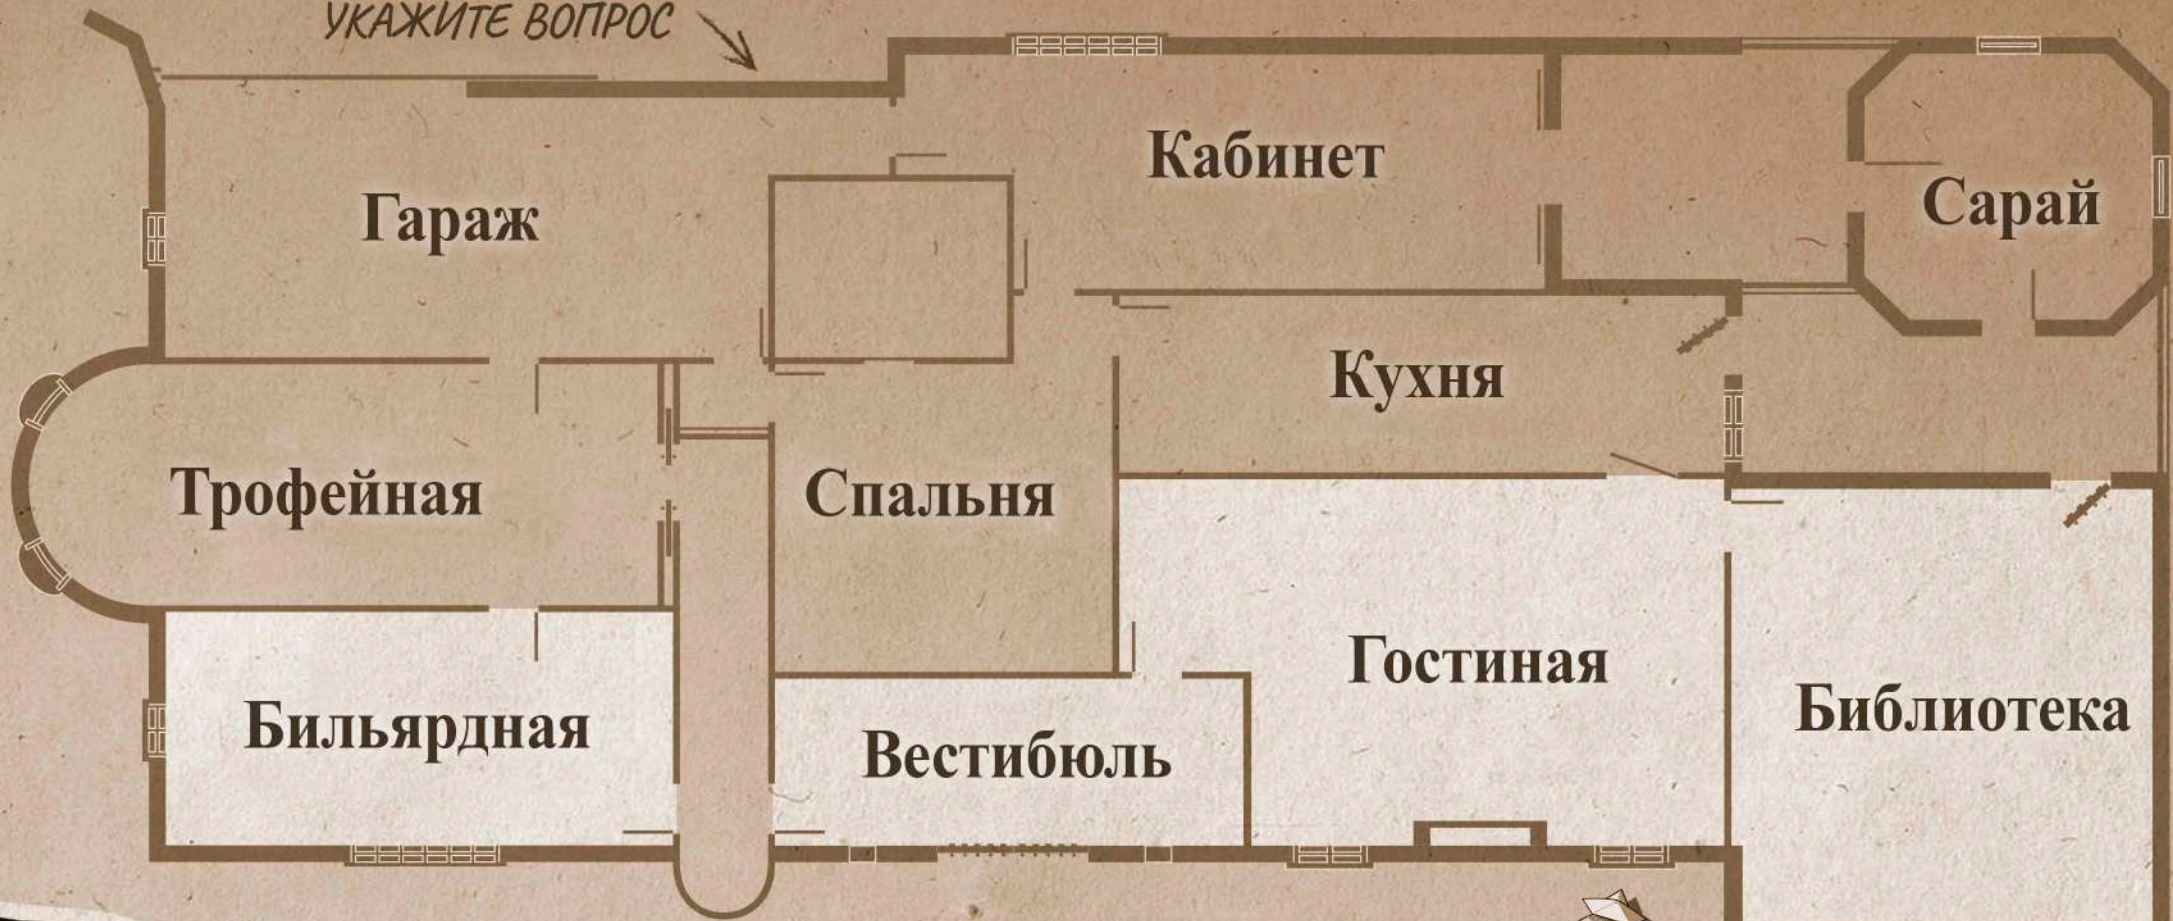 УКАЖИТЕ ВОПРОС
Кабинет
Гараж
Сарай
Кухня
Трофейная
Спальня
Гостиная
Бильярдная
Вестибюль
Библиотека